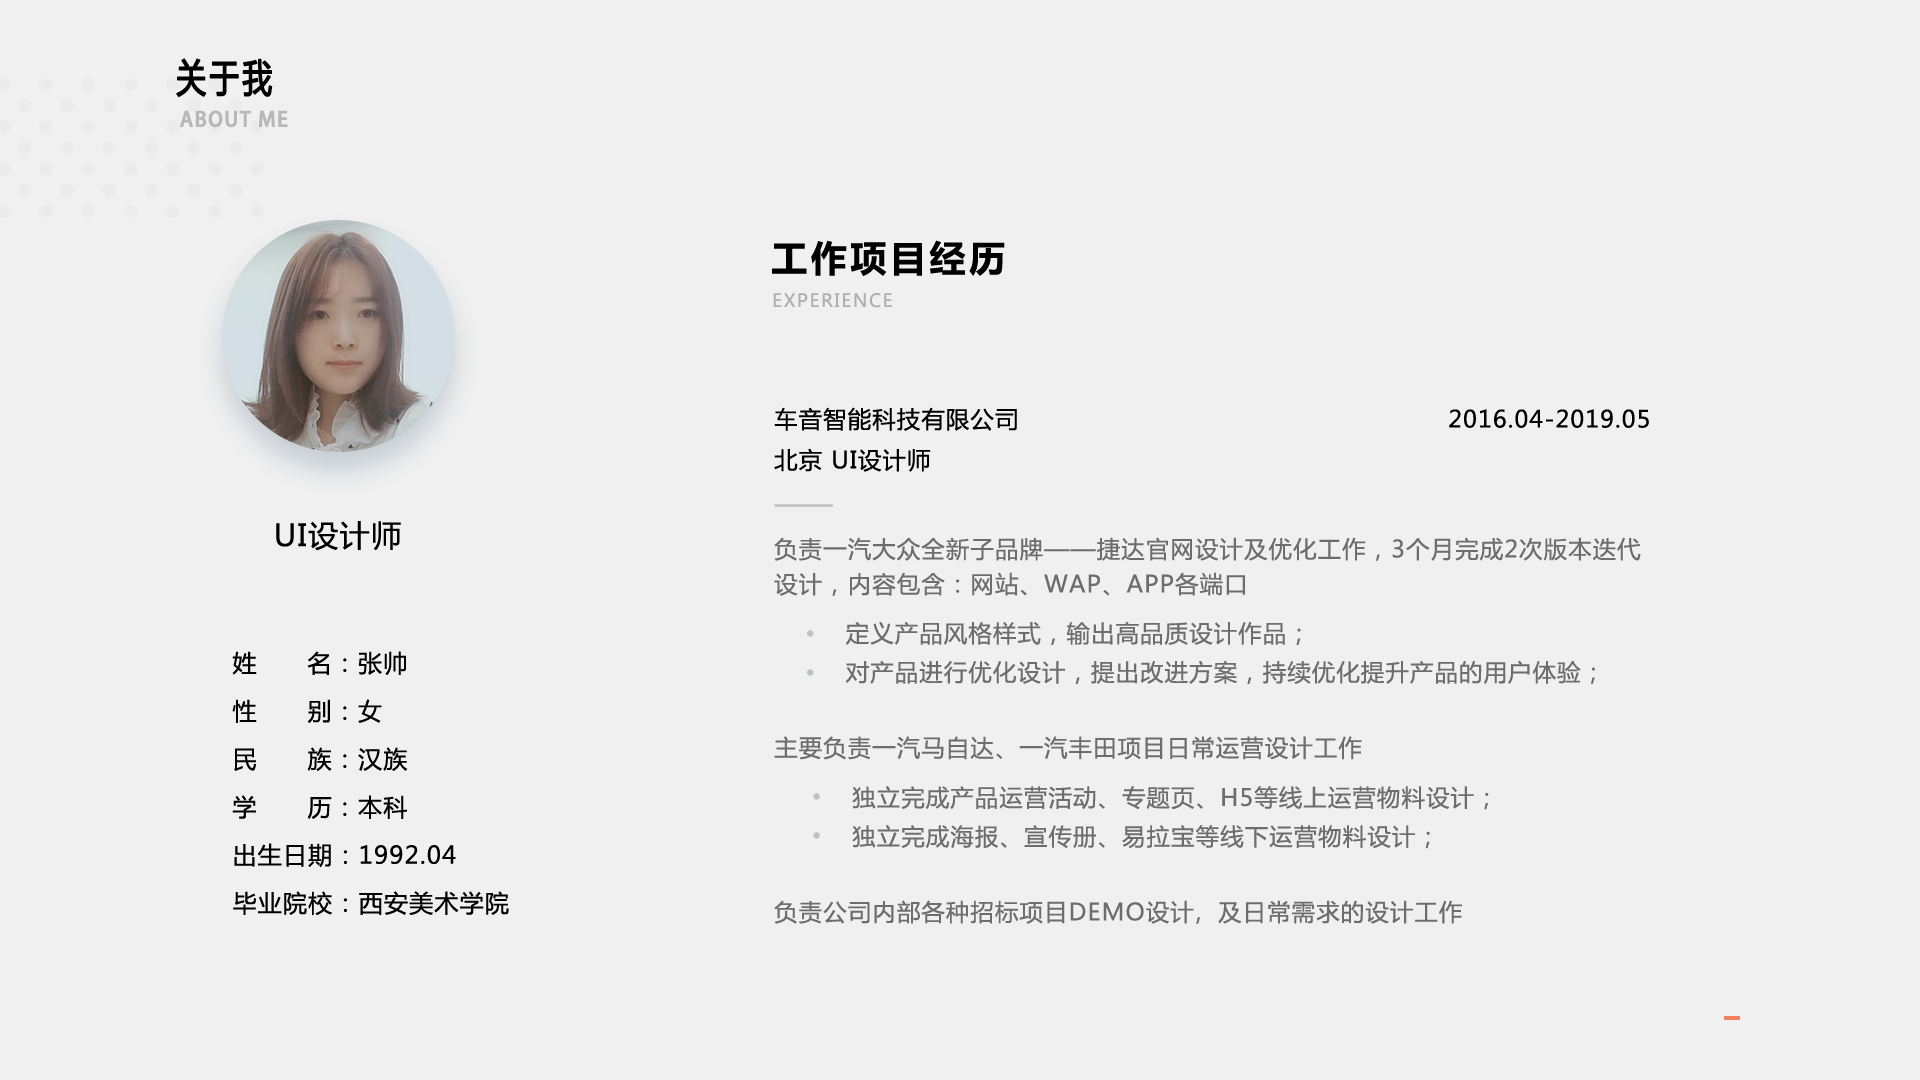 关于我
ABOUT ME
UI设计师
姓　　名：张帅
性　　别：女
民　　族：汉族
学　　历：本科
出生日期：1992.04
毕业院校：西安美术学院
工作项目经历
EXPERIENCE
车音智能科技有限公司 2016.04-2019.05
北京 UI设计师
负责一汽大众全新子品牌——捷达官网设计及优化工作，3个月完成2次版本迭代
设计，内容包含：网站、WAP、APP各端口
• 定义产品风格样式，输出高品质设计作品；
• 对产品进行优化设计，提出改进方案，持续优化提升产品的用户体验；
主要负责一汽马自达、一汽丰田项目日常运营设计工作
• 独立完成产品运营活动、专题页、H5等线上运营物料设计；
• 独立完成海报、宣传册、易拉宝等线下运营物料设计；
负责公司内部各种招标项目DEMO设计，及日常需求的设计工作